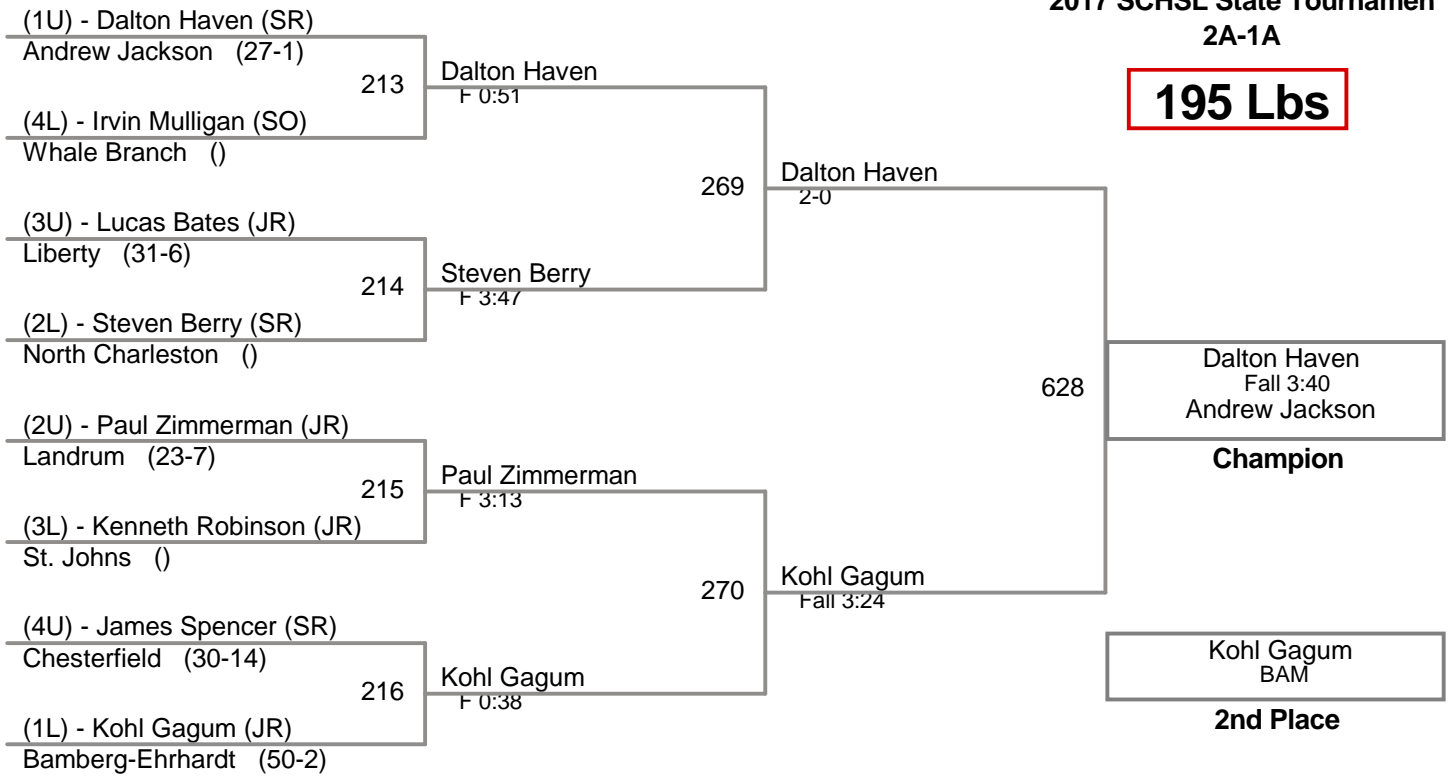 2017 SCHSL State Tournamen
2A-1A
195 Lbs
(1U) - Dalton Haven (SR)
Andrew Jackson (27-1)
213
(4L) - Irvin Mulligan (SO)
Whale Branch ()
Dalton Haven
F 0:51
(3U) - Lucas Bates (JR)
Liberty (31-6)
214
(2L) - Steven Berry (SR)
North Charleston ()
Steven Berry
F 3:47
269
Dalton Haven
2-0
(2U) - Paul Zimmerman (JR)
Landrum (23-7)
215
(3L) - Kenneth Robinson (JR)
St. Johns ()
Paul Zimmerman
F 3:13
(4U) - James Spencer (SR)
Chesterfield (30-14)
216
(1L) - Kohl Gagum (JR)
Bamberg-Ehrhardt (50-2)
Kohl Gagum
F 0:38
270
Kohl Gagum
Fall 3:24
628
Dalton Haven
Fall 3:40
Andrew Jackson
Champion
Kohl Gagum
BAM
2nd Place